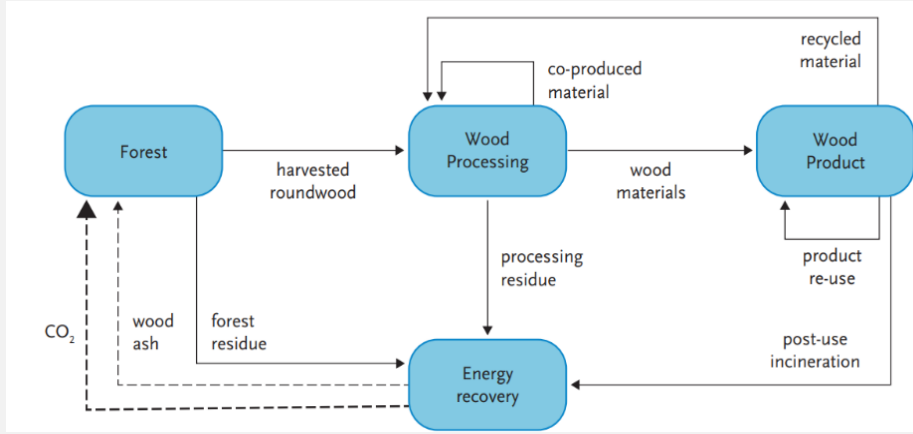 recycled
material
co-produced
material
Forest
Wood
Processing
Wood
Product
harvested
roundwood
wood
materials
processing
residue
product
re-use
CO₂
wood
ash
forest
residue
post-use
incineration
Energy
recovery